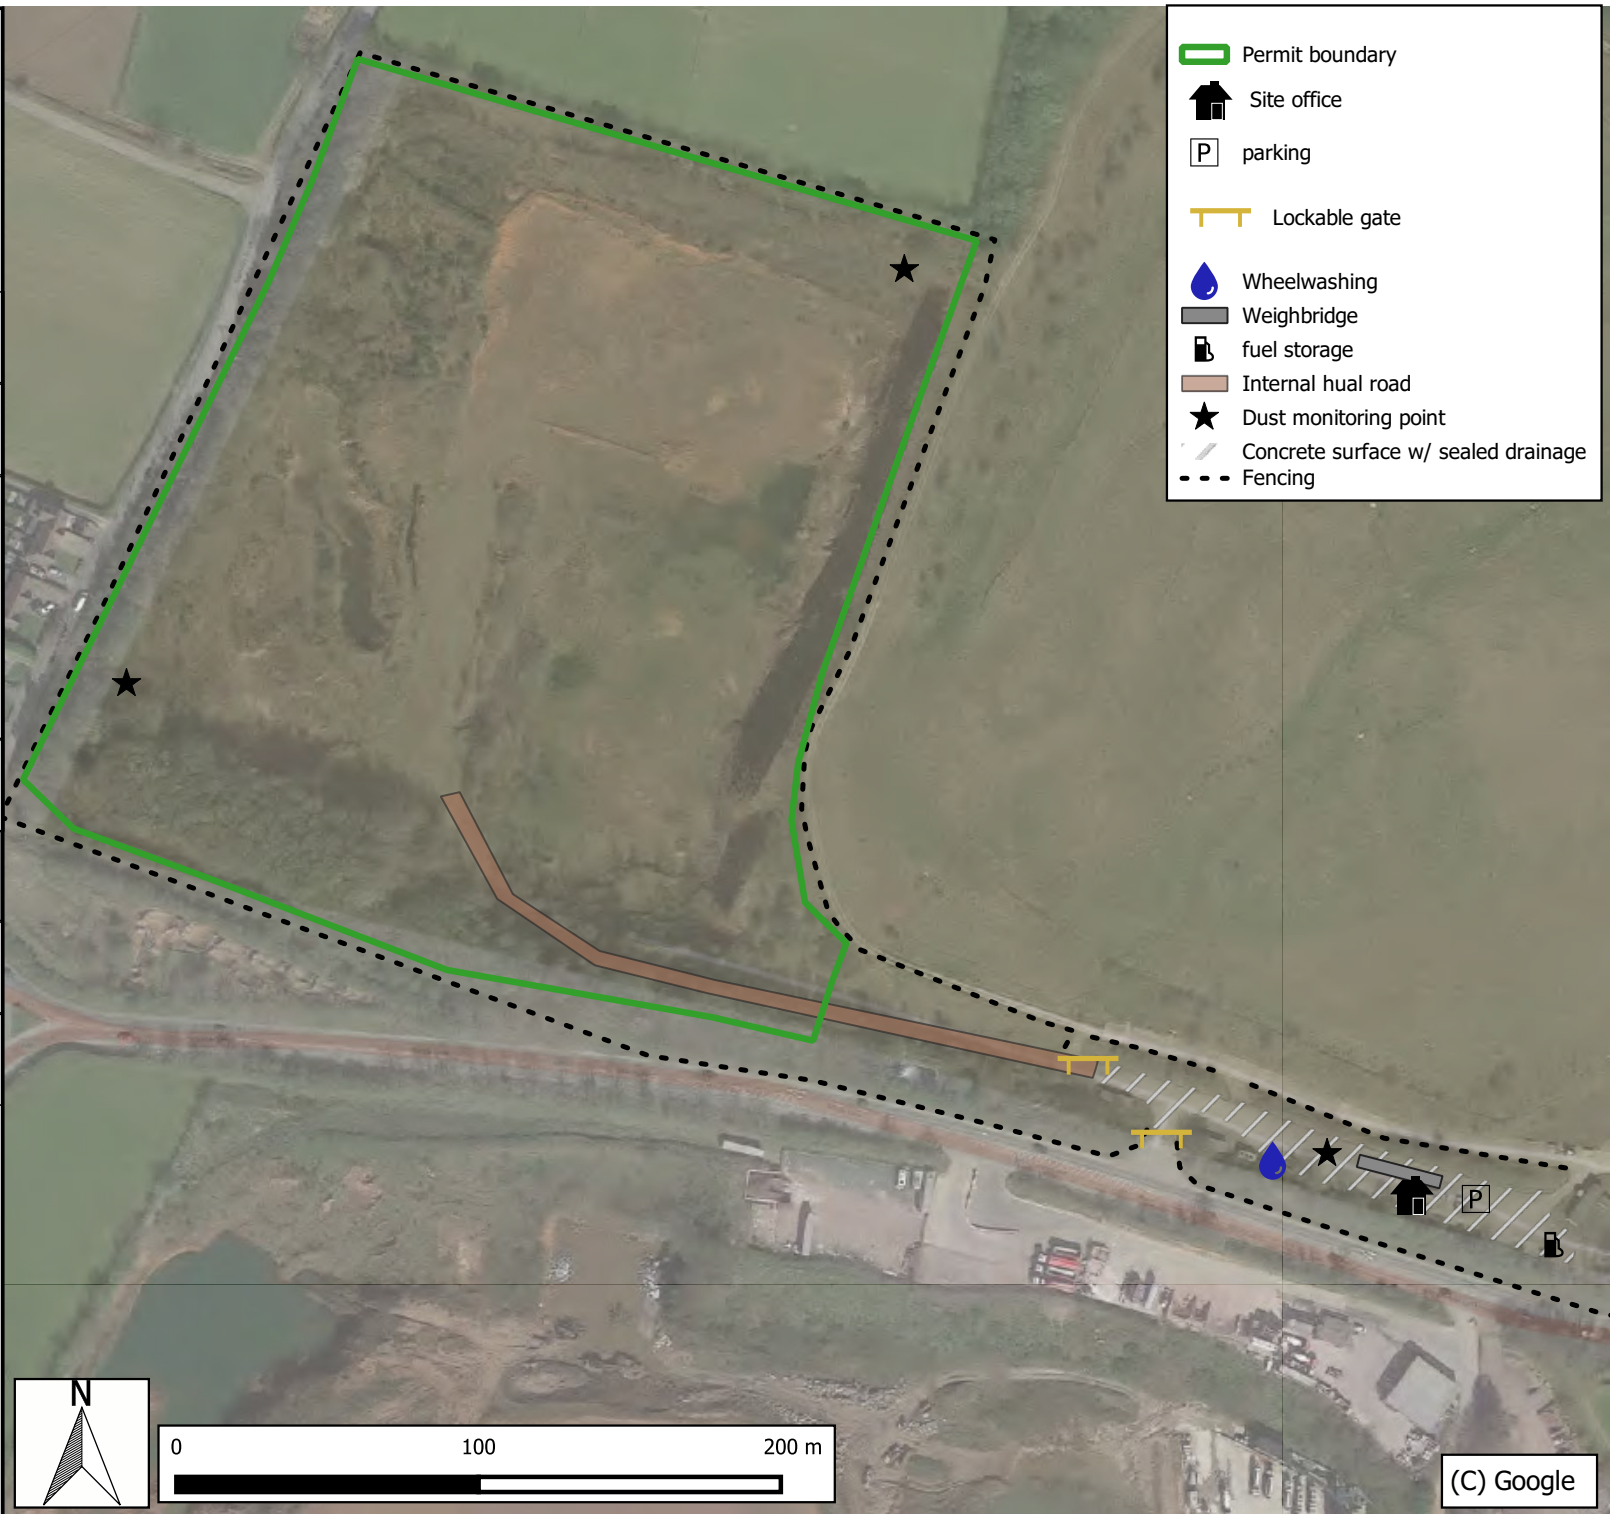 Permit boundary
Site office
P
parking
Lockable gate
Wheelwashing
Weighbridge
fuel storage
Internal hual road
Dust monitoring point
Concrete surface w/ sealed drainage
Fencing
P
N
0 100 200 m
(C) Google